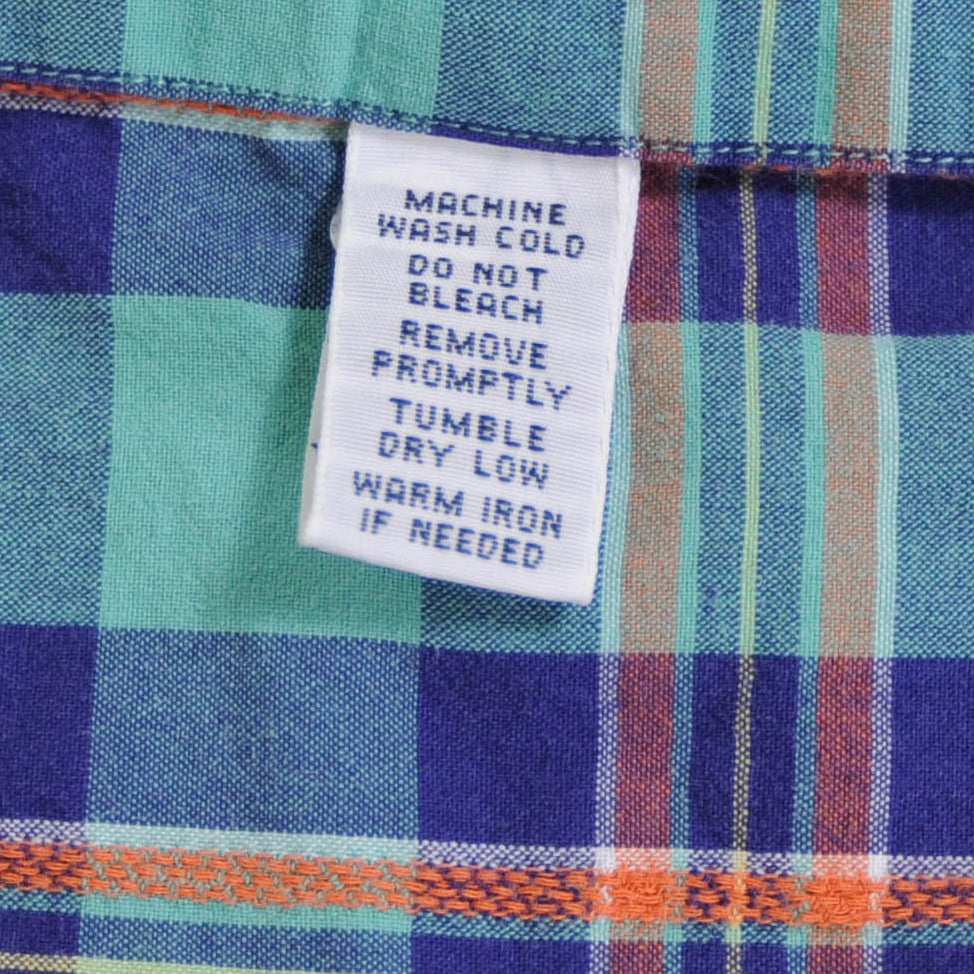 MACHINE
WASH COLD
DO NOT
BLEACH
REMOVE
PROMPTLY
TUMBLE
DRY LOW
WARM IRON
IF NEEDED